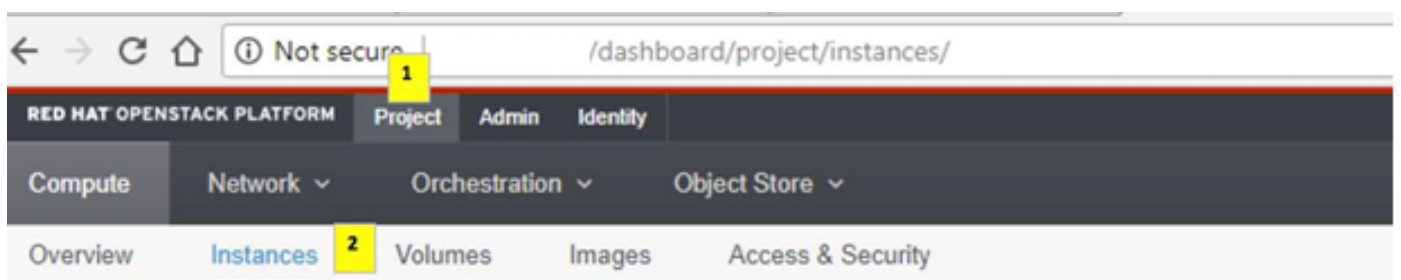 Not secure /dashboard/project/instances/
1
RED HAT OPENSTACK PLATFORM Project Admin Identity
Compute Network Orchestration Object Store
Overview Instances 2 Volumes Images Access & Security